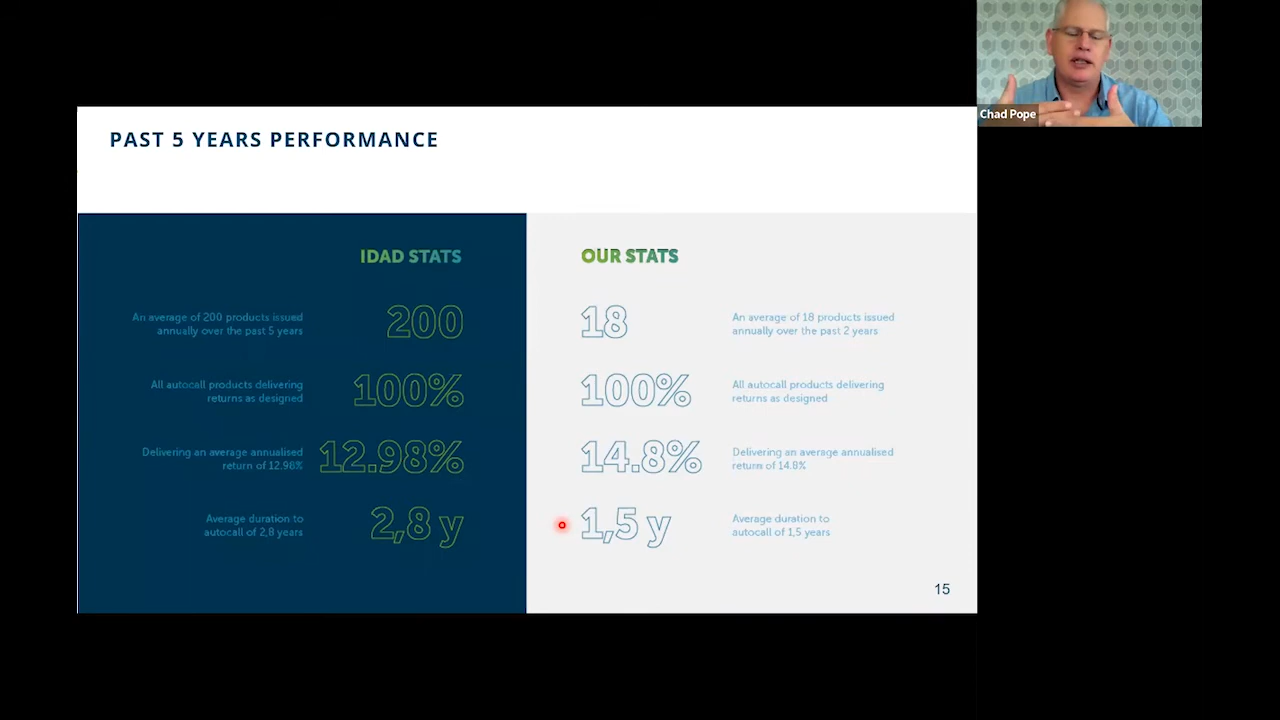 Chad Pope
PAST 5 YEARS PERFORMANCE
IDAD STATS
An average of 200 products issued
annually over the past 5 years
200
All autocall products delivering
returns as designed
100%
Delivering an average annualised
return of 12.98%
12.98%
Average duration to
autocall of 2,8 years
2,8 y
OUR STATS
18
An average of 18 products issued
annually over the past 2 years
100%
All autocall products delivering
returns as designed
14.8%
Delivering an average annualised
return of 14.8%
1,5 y
Average duration to
autocall of 1,5 years
15